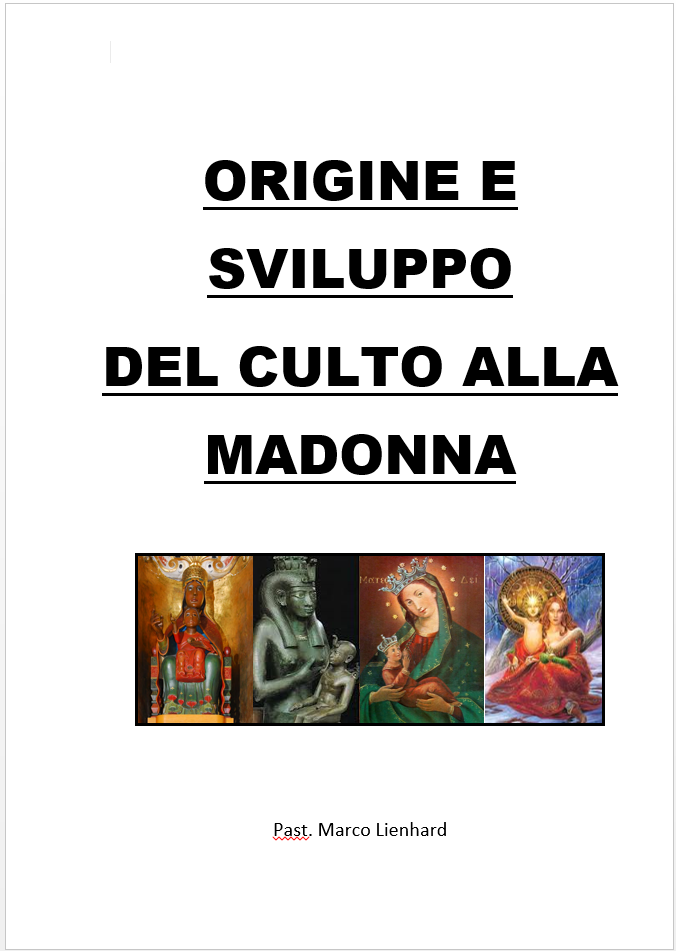 ORIGINE E
SVILUPPO
DEL CULTO ALLA
MADONNA
Past. Marco Lienhard